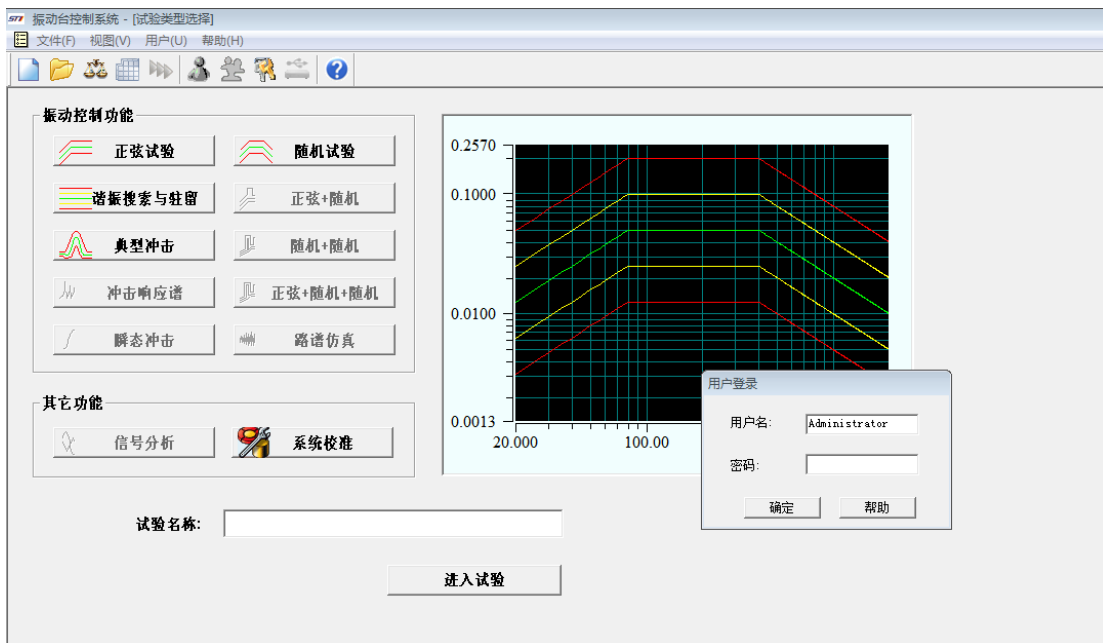 STI 振动台控制系统 - [试验类型选择]
文件(F) 视图(V) 用户(U) 帮助(H)
振动控制功能
正弦试验 随机试验
谐振搜索与驻留 正弦+随机
典型冲击 随机+随机
冲击响应谱 正弦+随机+随机
瞬态冲击 路谱仿真
其它功能
信号分析 系统校准
0.2570
0.1000
0.0100
0.0013
20.000 100.00
试验名称:
进入试验
用户登录
用户名: Administrator
密码:
确定 帮助